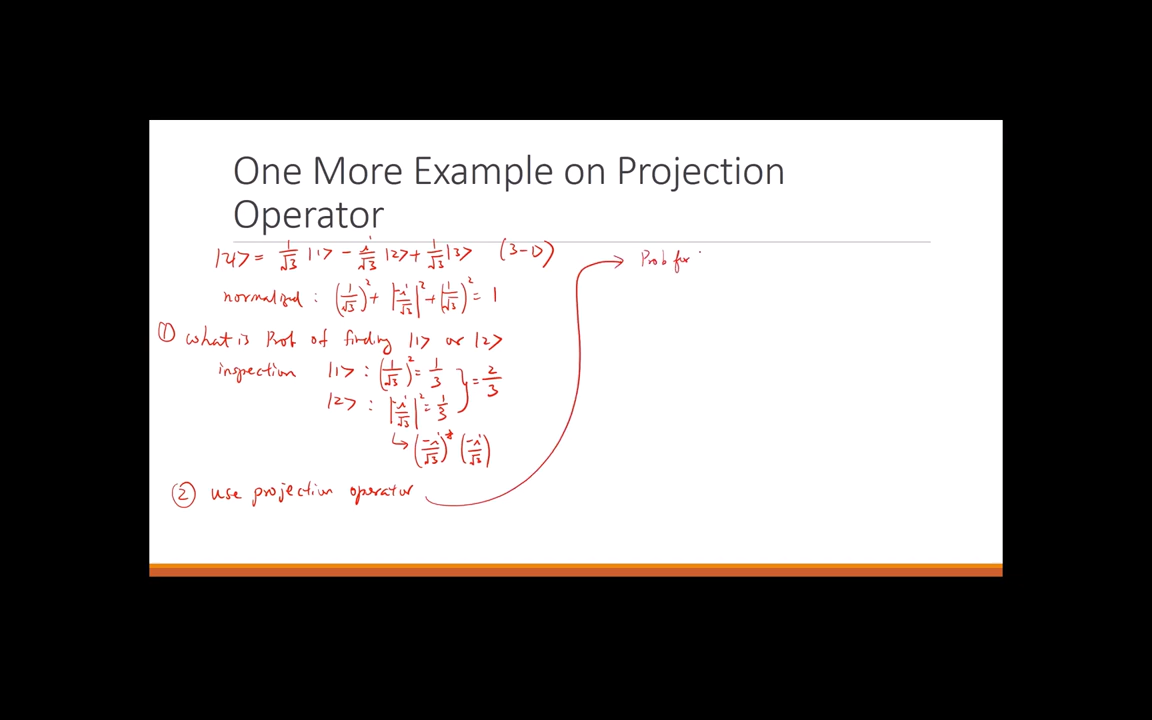 One More Example on Projection
Operator
|ψ> = 1/√3 |1> - i/√3 |2> + 1/√3 |3> (3-D)
normalized : (1/√3)² + |-i/√3|² + (1/√3)² = 1
① what is Prob of finding |1> or |2>
inspection |1> : (1/√3)² = 1/3 } = 2/3
|2> : |-i/√3|² = 1/3
↳ (-i/√3)* (-i/√3)
② use projection operator
→ Prob for